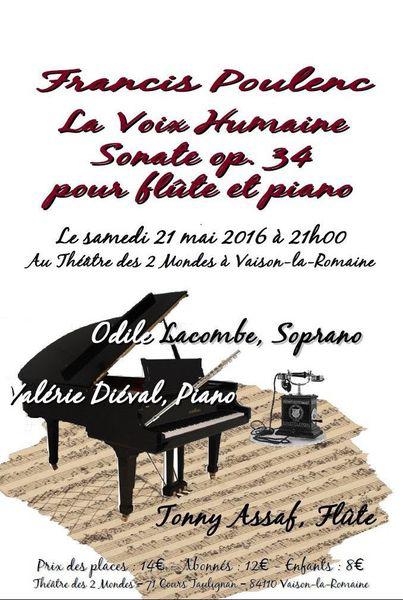 Francis Poulenc
La Voix Humaine
Sonate op. 34
pour flûte et piano
Le samedi 21 mai 2016 à 21h00
Au Théâtre des 2 Mondes à Vaison-la-Romaine
Odile Lacombe, Soprano
Valérie Diéval, Piano
Tonny Assaf, Flûte
Prix des places : 14€ - Abonnés : 12€ - Enfants : 8€
Théâtre des 2 Mondes - 71 Cours Taulignan - 84110 Vaison-la-Romaine